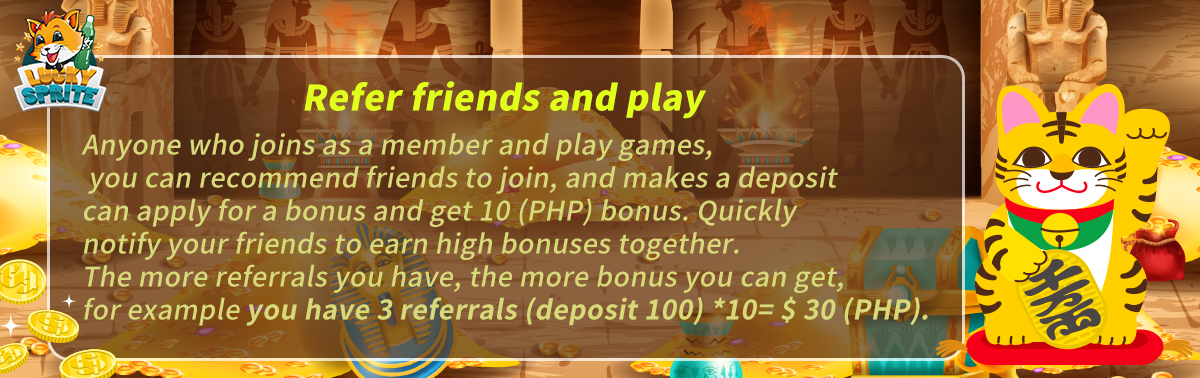 LUCKY
SPRITE
Refer friends and play
Anyone who joins as a member and play games,
you can recommend friends to join, and makes a deposit
can apply for a bonus and get 10 (PHP) bonus. Quickly
notify your friends to earn high bonuses together.
The more referrals you have, the more bonus you can get,
for example you have 3 referrals (deposit 100) *10= $ 30 (PHP).